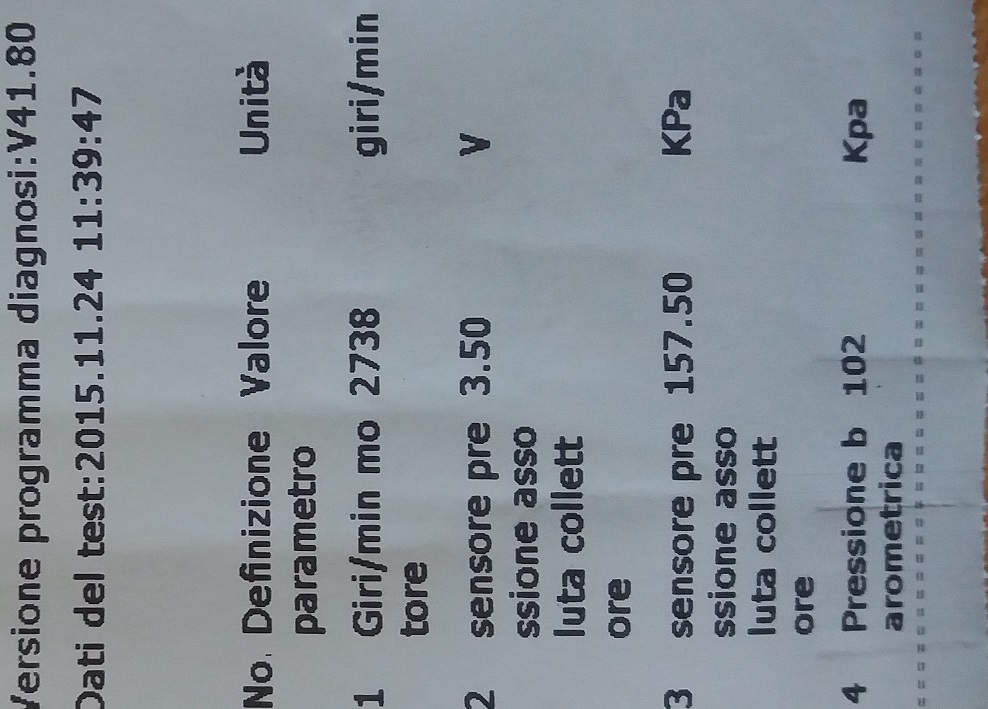 Versione programma diagnosi:V41.80
Dati del test:2015.11.24 11:39:47
No. Definizione Valore Unità
parametro
1 Giri/min mo 2738 giri/min
tore
2 sensore pre 3.50 V
ssione asso
luta collett
ore
3 sensore pre 157.50 KPa
ssione asso
luta collett
ore
4 Pressione b 102 Kpa
arometrica